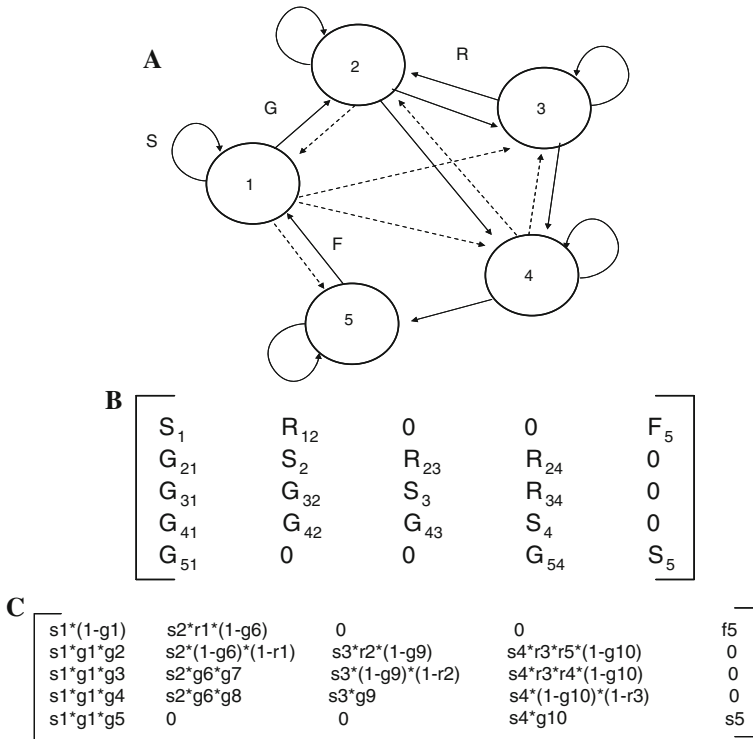 A
2
R
3
G
S
1
F
4
5
B
S1 R12 0 0 F5
G21 S2 R23 R24 0
G31 G32 S3 R34 0
G41 G42 G43 S4 0
G51 0 0 G54 S5
C
s1*(1-g1) s2*r1*(1-g6) 0 0 f5
s1*g1*g2 s2*(1-g6)*(1-r1) s3*r2*(1-g9) s4*r3*r5*(1-g10) 0
s1*g1*g3 s2*g6*g7 s3*(1-g9)*(1-r2) s4*r3*r4*(1-g10) 0
s1*g1*g4 s2*g6*g8 s3*g9 s4*(1-g10)*(1-r3) 0
s1*g1*g5 0 0 s4*g10 s5